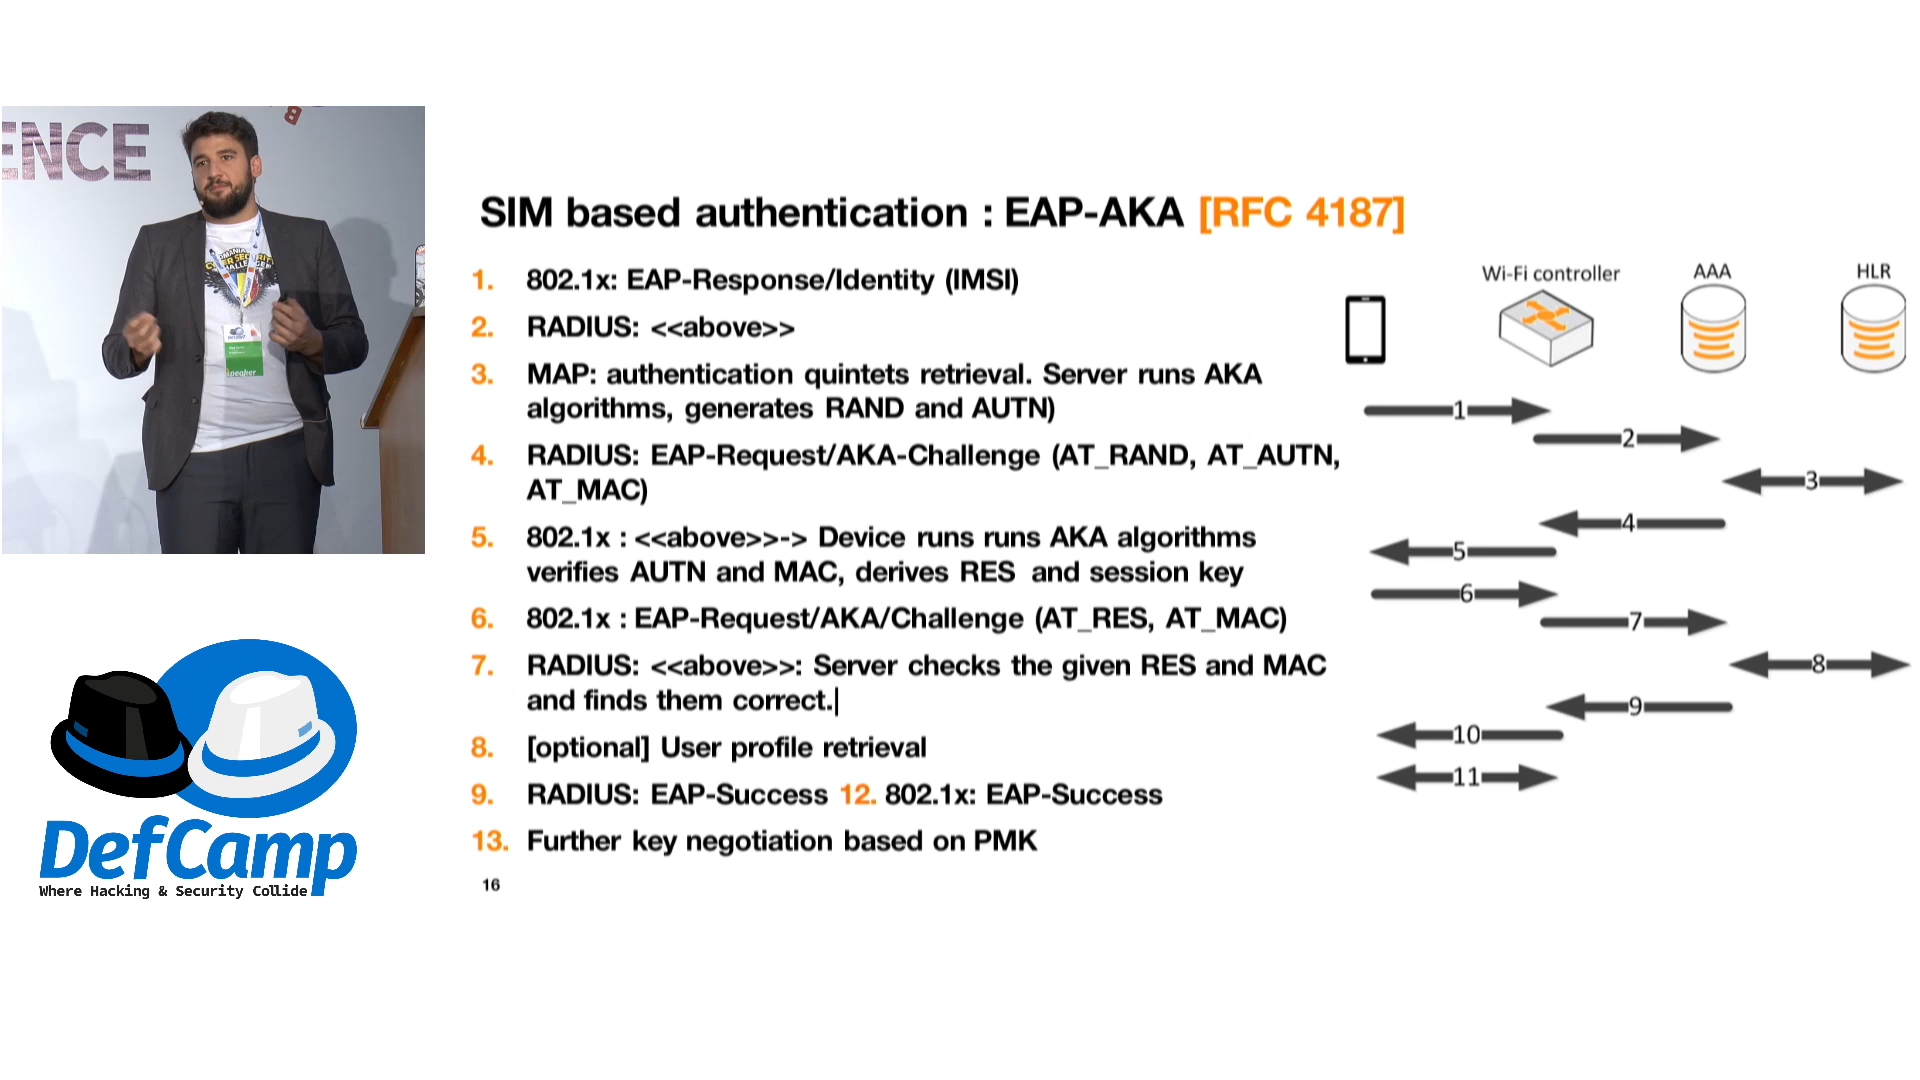 ENCE
B
speaker
DefCamp
Where Hacking & Security Collide
SIM based authentication : EAP-AKA [RFC 4187]
1. 802.1x: EAP-Response/Identity (IMSI)
2. RADIUS: <<above>>
3. MAP: authentication quintets retrieval. Server runs AKA
algorithms, generates RAND and AUTN)
4. RADIUS: EAP-Request/AKA-Challenge (AT_RAND, AT_AUTN,
AT_MAC)
5. 802.1x : <<above>>-> Device runs runs AKA algorithms
verifies AUTN and MAC, derives RES and session key
6. 802.1x : EAP-Request/AKA/Challenge (AT_RES, AT_MAC)
7. RADIUS: <<above>>: Server checks the given RES and MAC
and finds them correct.
8. [optional] User profile retrieval
9. RADIUS: EAP-Success 12. 802.1x: EAP-Success
13. Further key negotiation based on PMK
16
Wi-Fi controller
AAA
HLR
1
2
3
4
5
6
7
8
9
10
11